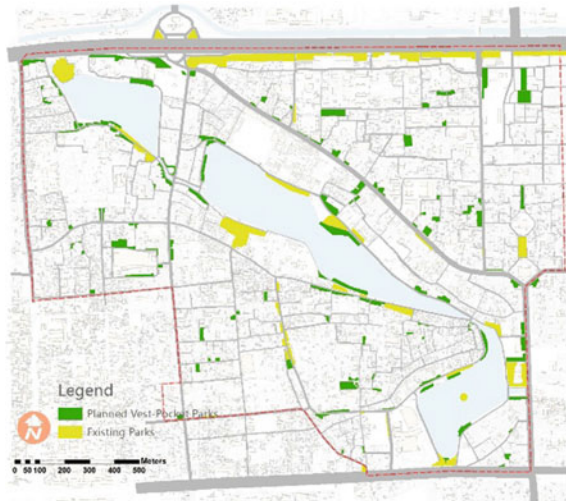 Legend
Planned Vest-Pocket Parks
Existing Parks
N
Meters
0 50 100 200 300 400 500